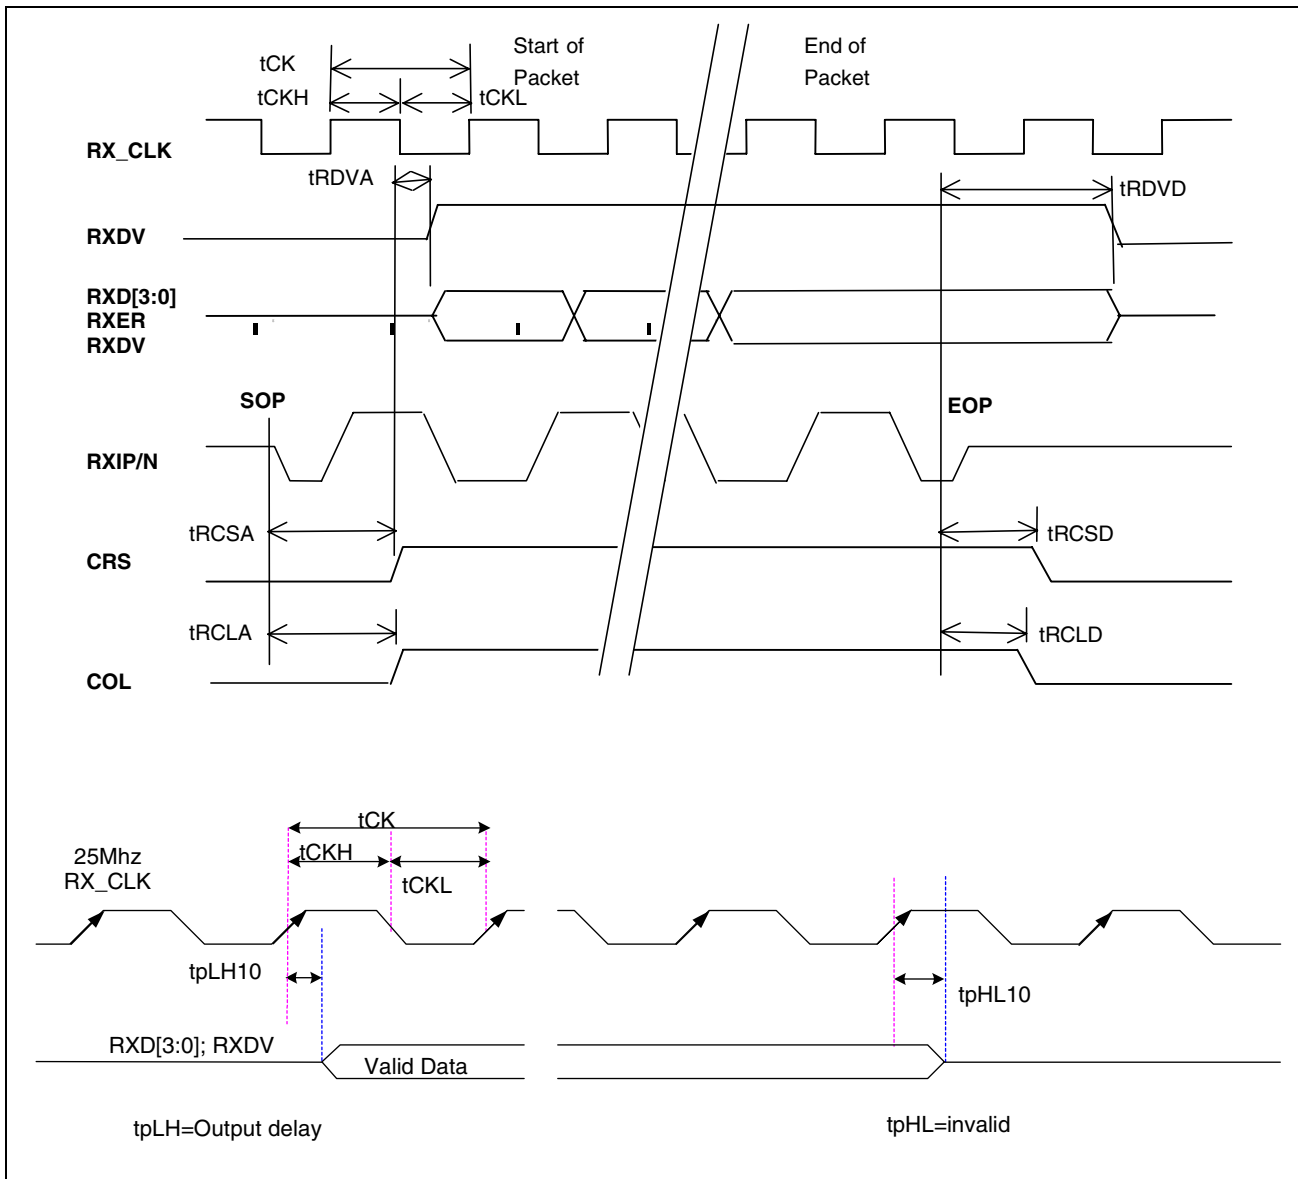 Start of
Packet
End of
Packet
tCK
tCKH
tCKL
RX_CLK
tRDVA
tRDVD
RXDV
RXD[3:0]
RXER
RXDV
SOP
EOP
RXIP/N
tRCSA
tRCSD
CRS
tRCLA
tRCLD
COL
tCK
tCKH
25Mhz
RX_CLK
tCKL
tpLH10
tpHL10
RXD[3:0]; RXDV
Valid Data
tpLH=Output delay
tpHL=invalid